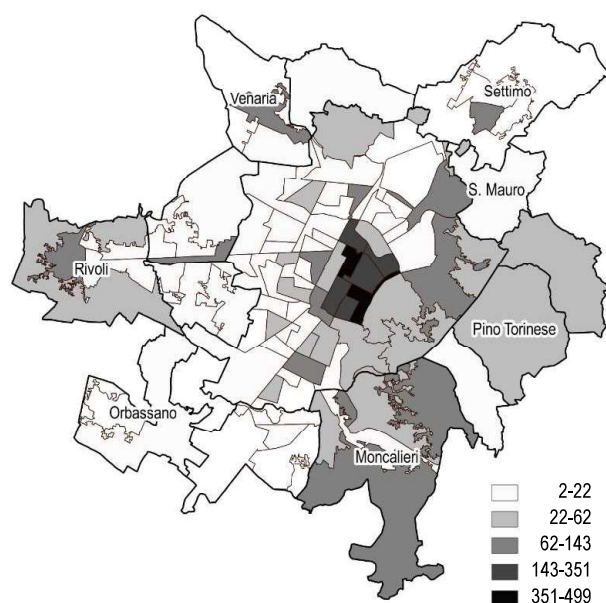 Venaria
Settimo
S. Mauro
Rivoli
Pino Torinese
Orbassano
Moncalieri
2-22
22-62
62-143
143-351
351-499